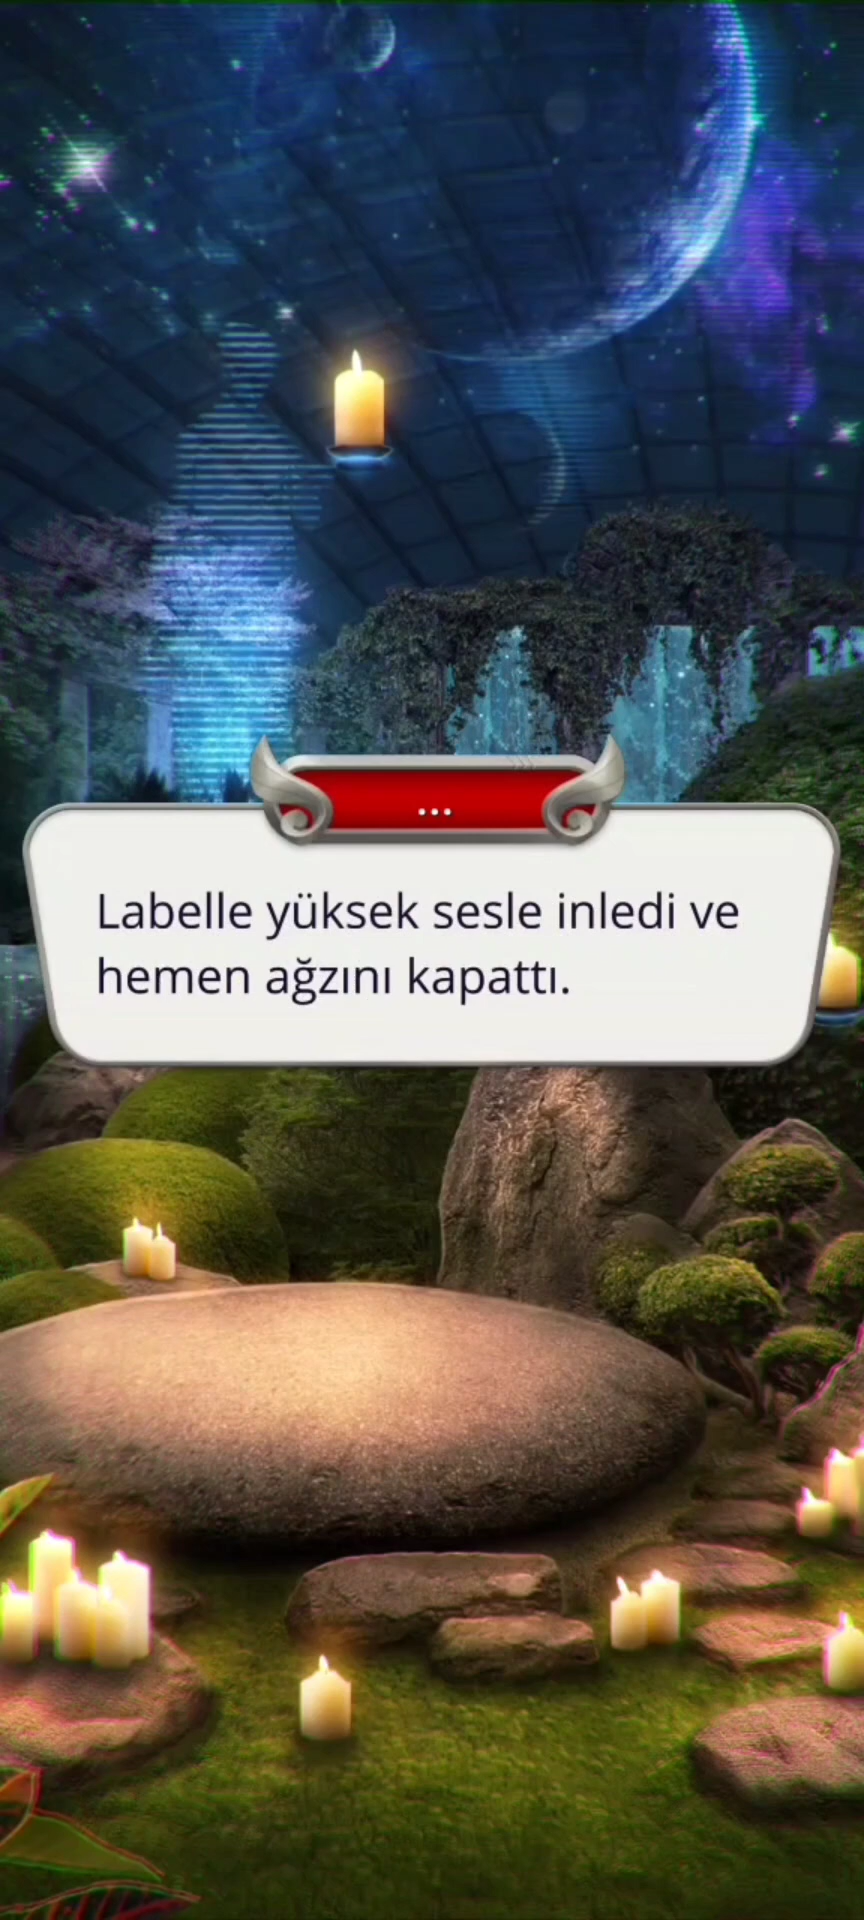 ...
Labelle yüksek sesle inledi ve
hemen ağzını kapattı.